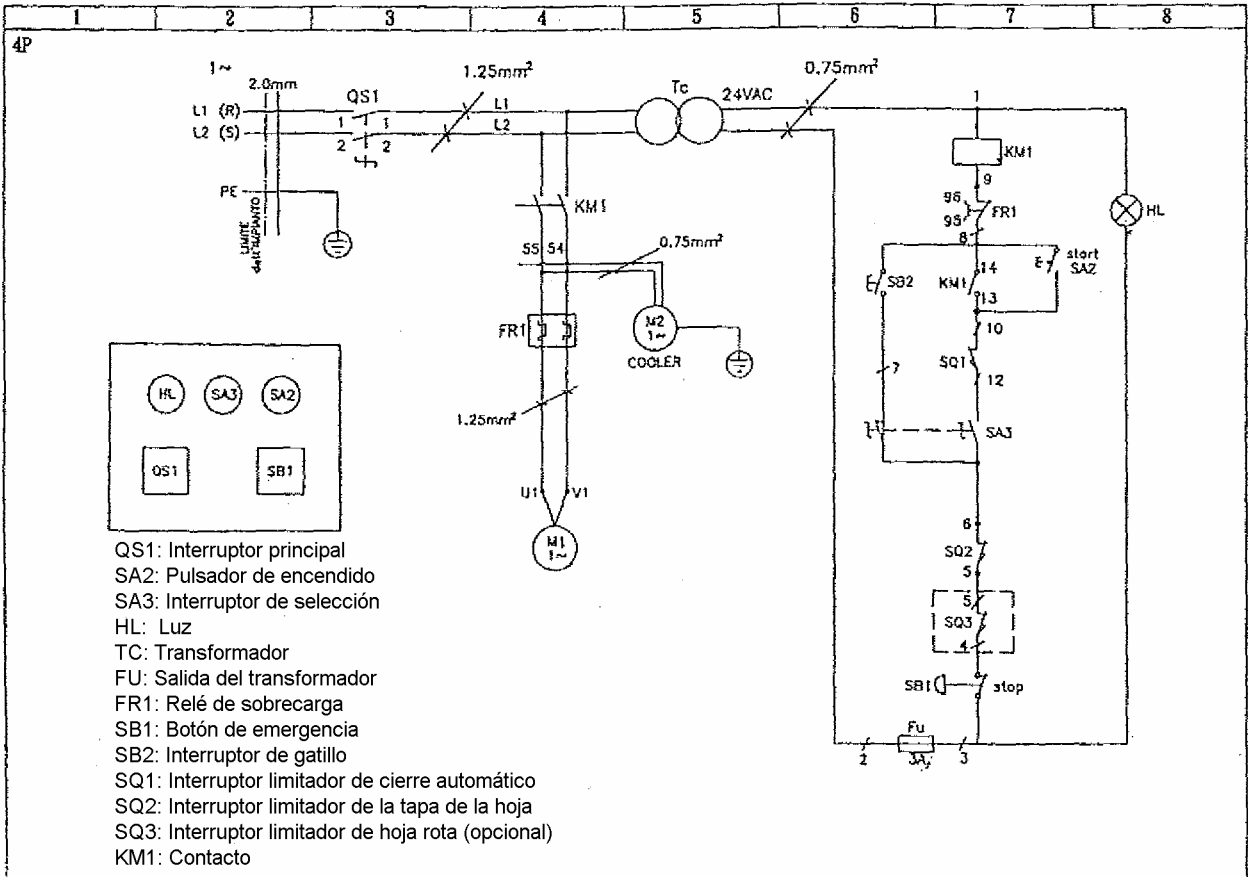 1 2 3 4 5 6 7 8
4P
1~
2.0mm
QS1
1.25mm²
Tc
24VAC
0.75mm²
1
L1 (R)
L1
L2 (S)
1 1
L2
2 2
KM1
PE
9
LIMITE
dell'IMPIANTO
KM1
96
95
FR1
HL
8
55 54
0.75mm²
start
SA2
SB2
14
KM1
13
FR1
M2
1~
10
COOLER
SQ1
7
12
HL SA3 SA2
1.25mm²
SA3
QS1 SB1
U1 V1
6
M1
1~
SQ2
5
5
SQ3
4
SB1
stop
Fu
2
3A
3
QS1: Interruptor principal
SA2: Pulsador de encendido
SA3: Interruptor de selección
HL: Luz
TC: Transformador
FU: Salida del transformador
FR1: Relé de sobrecarga
SB1: Botón de emergencia
SB2: Interruptor de gatillo
SQ1: Interruptor limitador de cierre automático
SQ2: Interruptor limitador de la tapa de la hoja
SQ3: Interruptor limitador de hoja rota (opcional)
KM1: Contacto